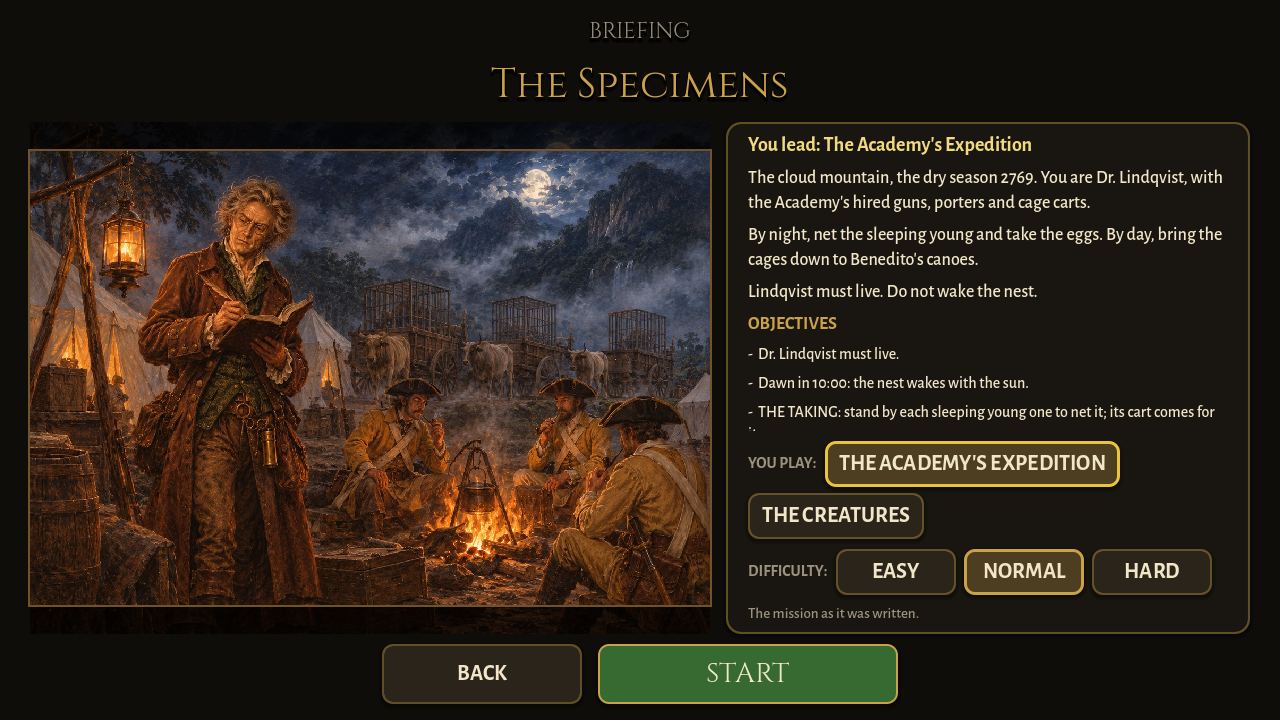 BRIEFING
The Specimens
You lead: The Academy's Expedition
The cloud mountain, the dry season 2769. You are Dr. Lindqvist, with
the Academy's hired guns, porters and cage carts.
By night, net the sleeping young and take the eggs. By day, bring the
cages down to Benedito's canoes.
Lindqvist must live. Do not wake the nest.
OBJECTIVES
- Dr. Lindqvist must live.
- Dawn in 10:00: the nest wakes with the sun.
- THE TAKING: stand by each sleeping young one to net it; its cart comes for
YOU PLAY:
THE ACADEMY'S EXPEDITION
THE CREATURES
DIFFICULTY:
EASY
NORMAL
HARD
The mission as it was written.
BACK
START